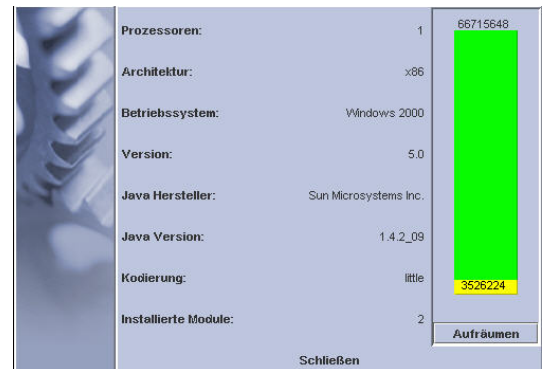 Prozessoren: 1
Architektur: x86
Betriebssystem: Windows 2000
Version: 5.0
Java Hersteller: Sun Microsystems Inc.
Java Version: 1.4.2_09
Kodierung: little
Installierte Module: 2
66715648
3526224
Aufräumen
Schließen